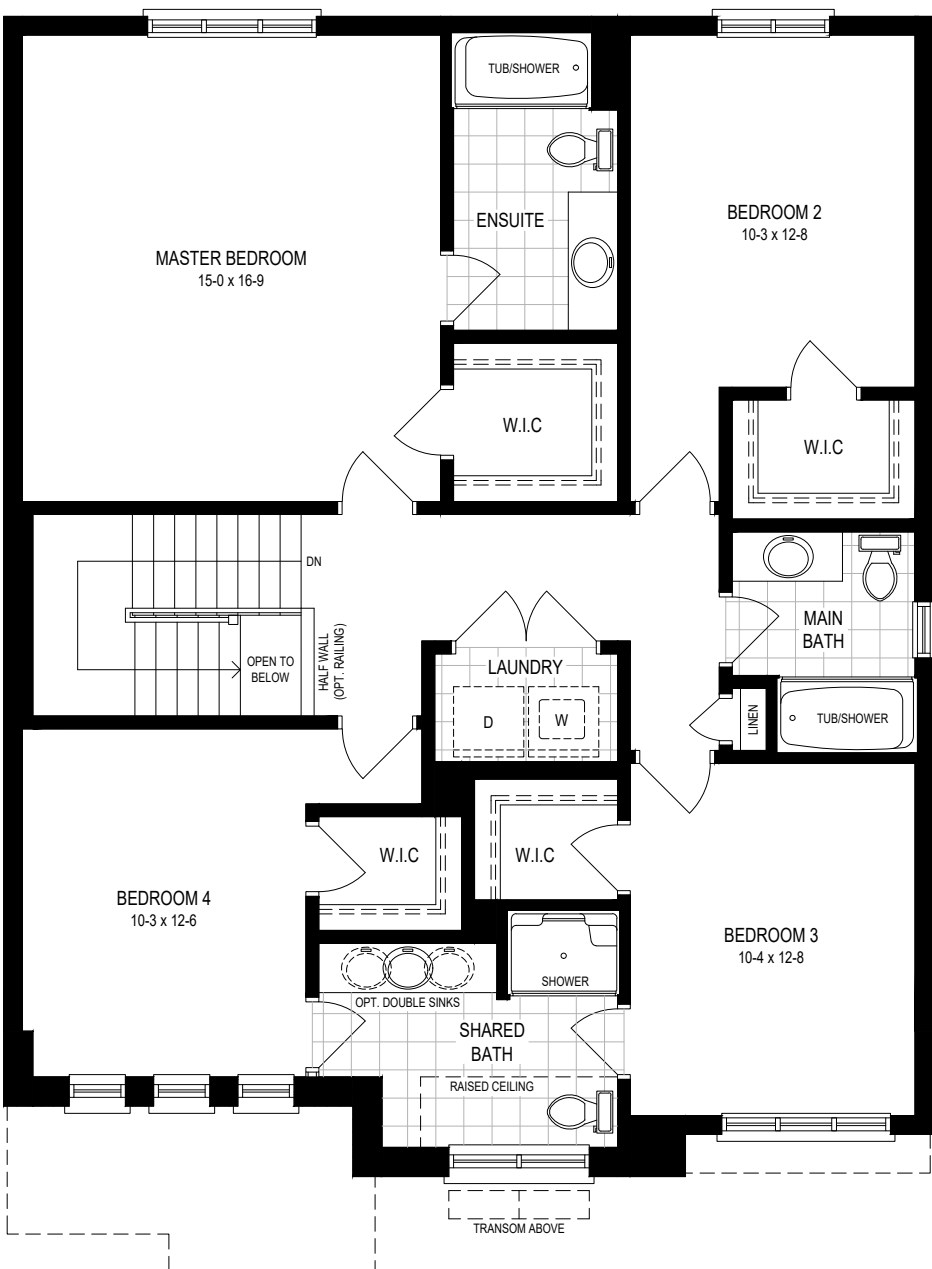 TUB/SHOWER
BEDROOM 2
10-3 x 12-8
ENSUITE
MASTER BEDROOM
15-0 x 16-9
W.I.C
W.I.C
DN
HALF WALL
(OPT. RAILING)
OPEN TO
BELOW
MAIN
BATH
LAUNDRY
D
W
LINEN
TUB/SHOWER
W.I.C
W.I.C
BEDROOM 4
10-3 x 12-6
BEDROOM 3
10-4 x 12-8
SHOWER
OPT. DOUBLE SINKS
SHARED
BATH
RAISED CEILING
TRANSOM ABOVE